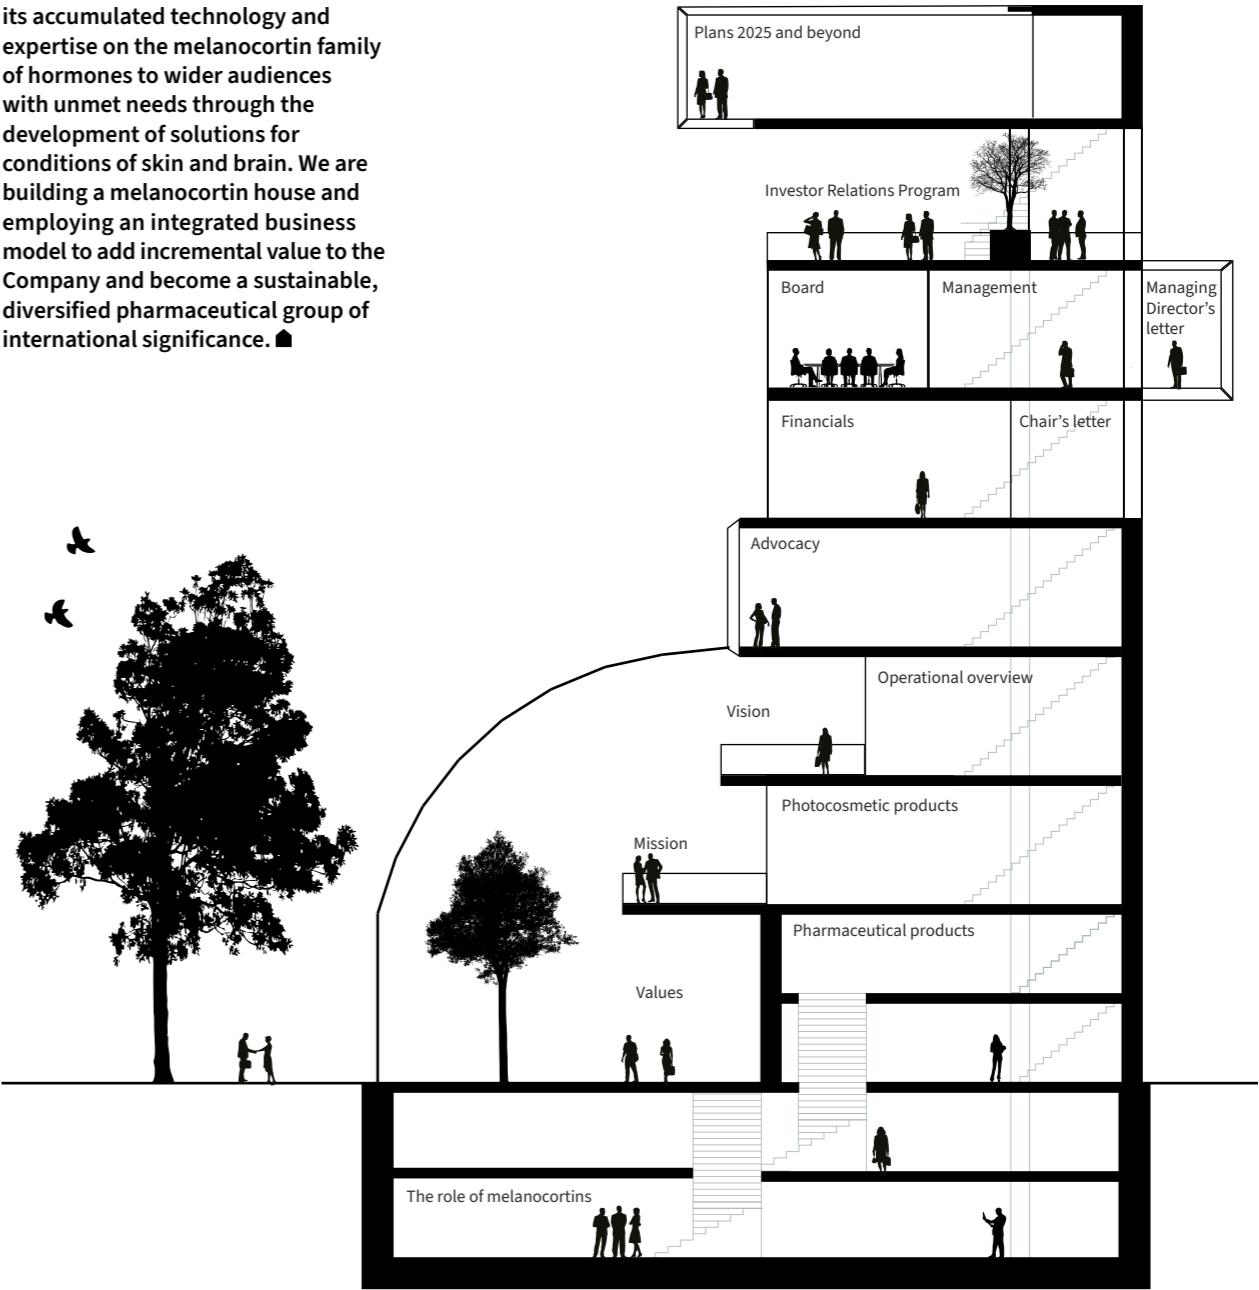 its accumulated technology and
expertise on the melanocortin family
of hormones to wider audiences
with unmet needs through the
development of solutions for
conditions of skin and brain. We are
building a melanocortin house and
employing an integrated business
model to add incremental value to the
Company and become a sustainable,
diversified pharmaceutical group of
international significance.
Plans 2025 and beyond
Investor Relations Program
Board
Management
Managing
Director’s
letter
Financials
Chair’s letter
Advocacy
Operational overview
Vision
Photocosmetic products
Mission
Pharmaceutical products
Values
The role of melanocortins